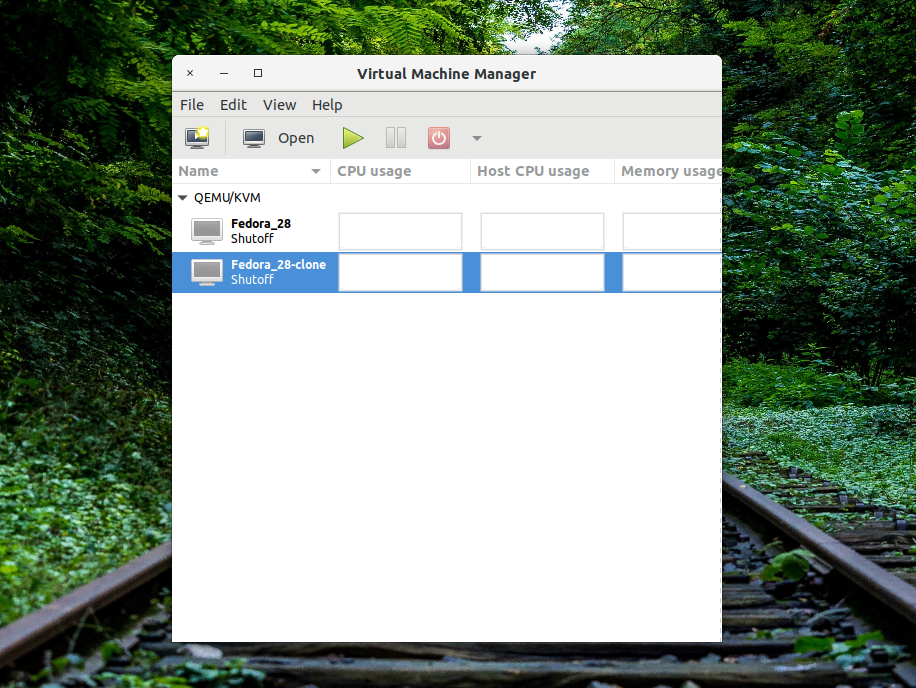 Virtual Machine Manager
File Edit View Help
Open
Name CPU usage Host CPU usage Memory usage
QEMU/KVM
Fedora_28
Shutoff
Fedora_28-clone
Shutoff